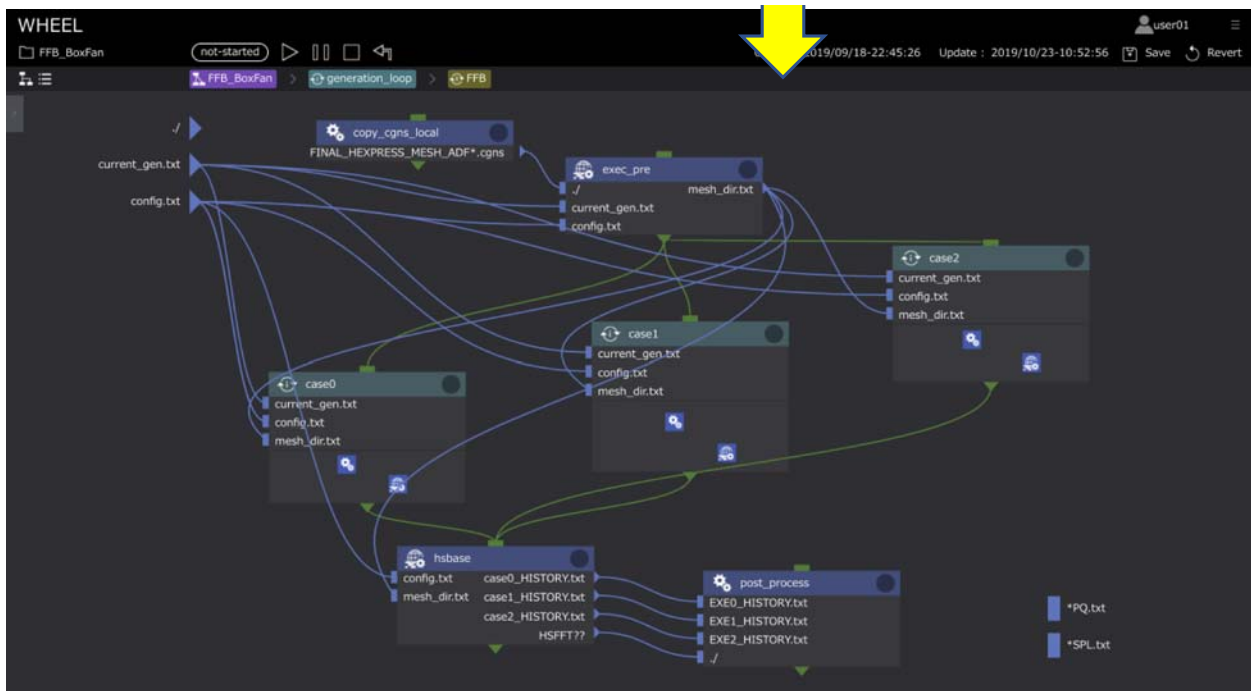 WHEEL
user01
FFB_BoxFan
not-started
2019/09/18-22:45:26
Update : 2019/10/23-10:52:56
Save
Revert
FFB_BoxFan > generation_loop > FFB
./
current_gen.txt
config.txt
copy_cgns_local
FINAL_HEXPRESS_MESH_ADF*.cgns
exec_pre
./ mesh_dir.txt
current_gen.txt
config.txt
case2
current_gen.txt
config.txt
mesh_dir.txt
case1
current_gen.txt
config.txt
mesh_dir.txt
case0
current_gen.txt
config.txt
mesh_dir.txt
hsbase
config.txt case0_HISTORY.txt
mesh_dir.txt case1_HISTORY.txt
case2_HISTORY.txt
HSFFT??
post_process
EXE0_HISTORY.txt
EXE1_HISTORY.txt
EXE2_HISTORY.txt
./
*PQ.txt
*SPL.txt